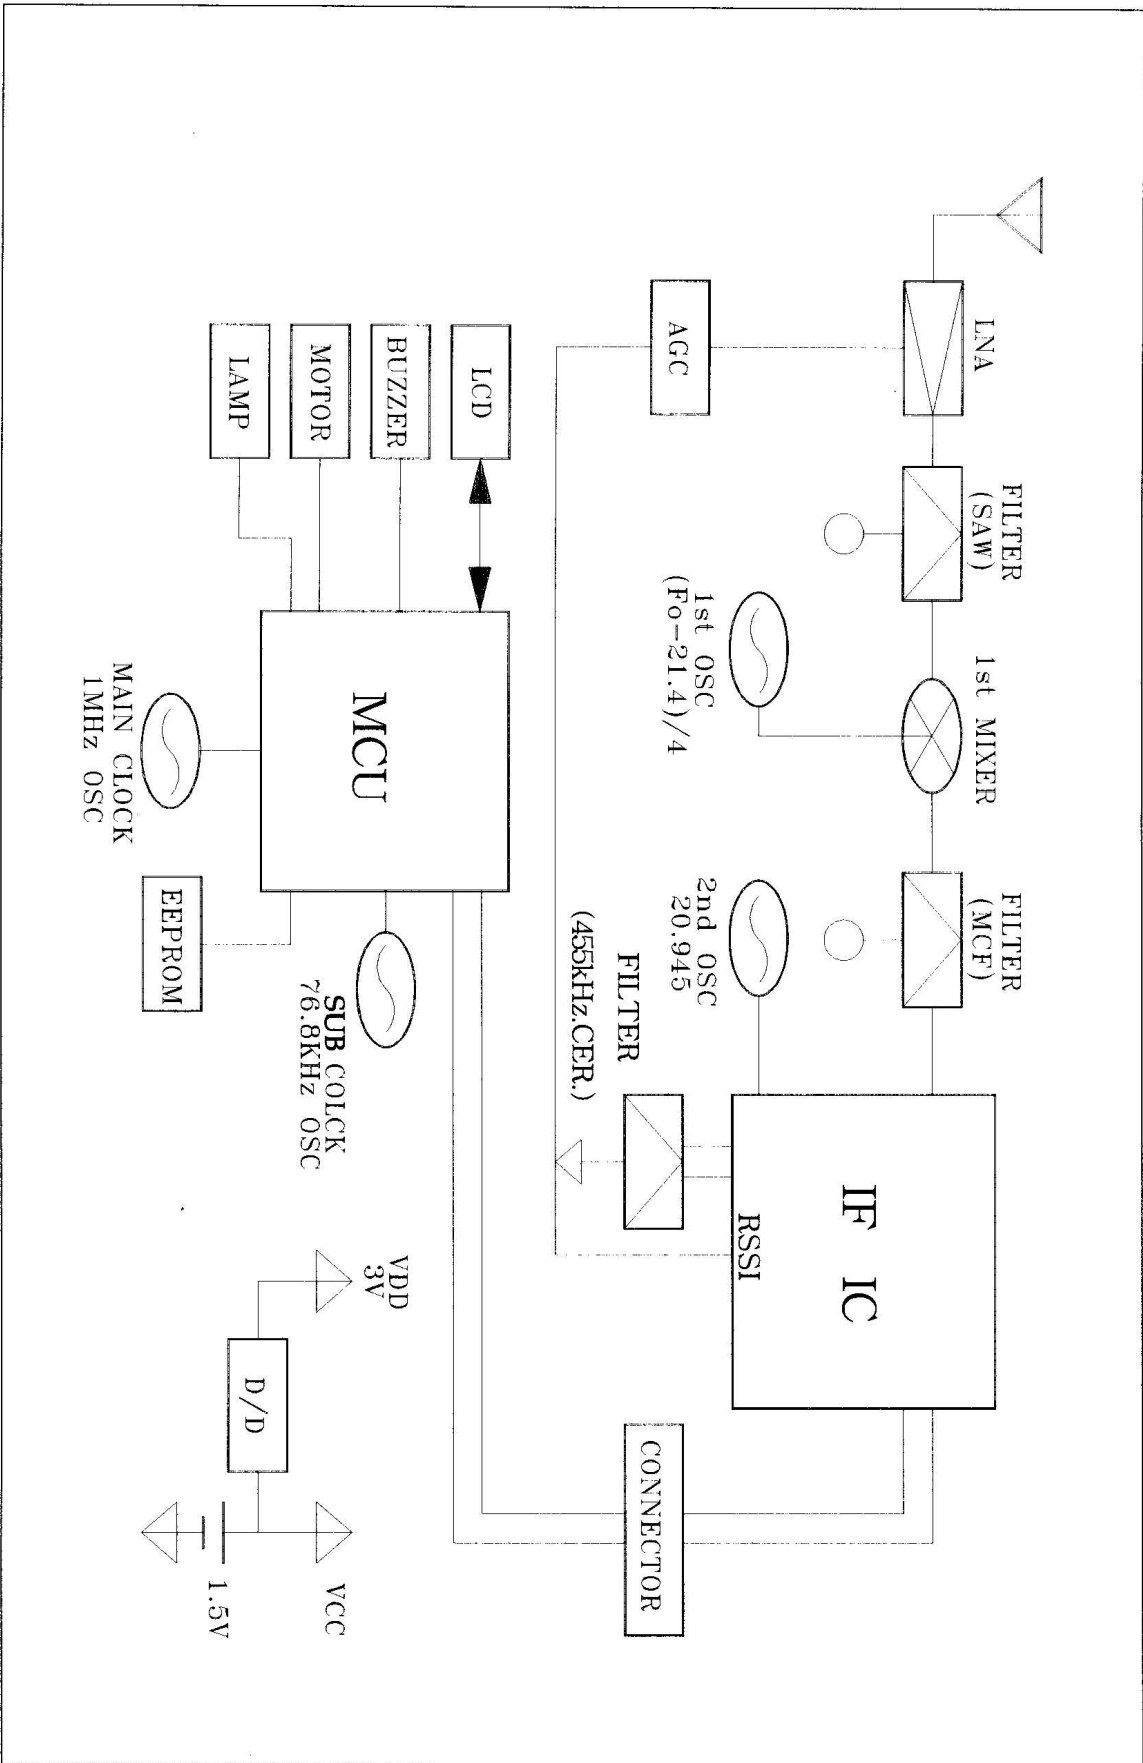 LNA
FILTER
(SAW)
1st MIXER
FILTER
(MCF)
AGC
1st OSC
(Fo-21.4)/4
2nd OSC
20.945
IF IC
RSSI
FILTER
(455kHz.CER.)
CONNECTOR
LCD
BUZZER
MOTOR
LAMP
MCU
MAIN CLOCK
1MHz OSC
SUB COLCK
76.8KHz OSC
EEPROM
VDD
3V
D/D
VCC
1.5V